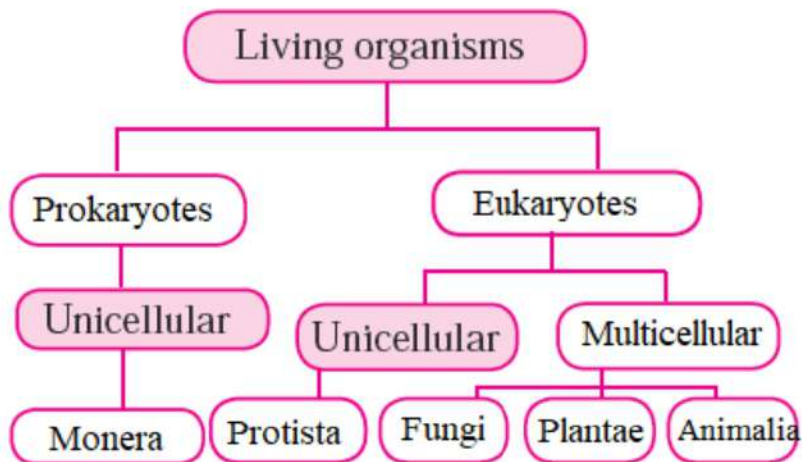 Living organisms
Prokaryotes
Eukaryotes
Unicellular
Unicellular
Multicellular
Monera
Protista
Fungi
Plantae
Animalia